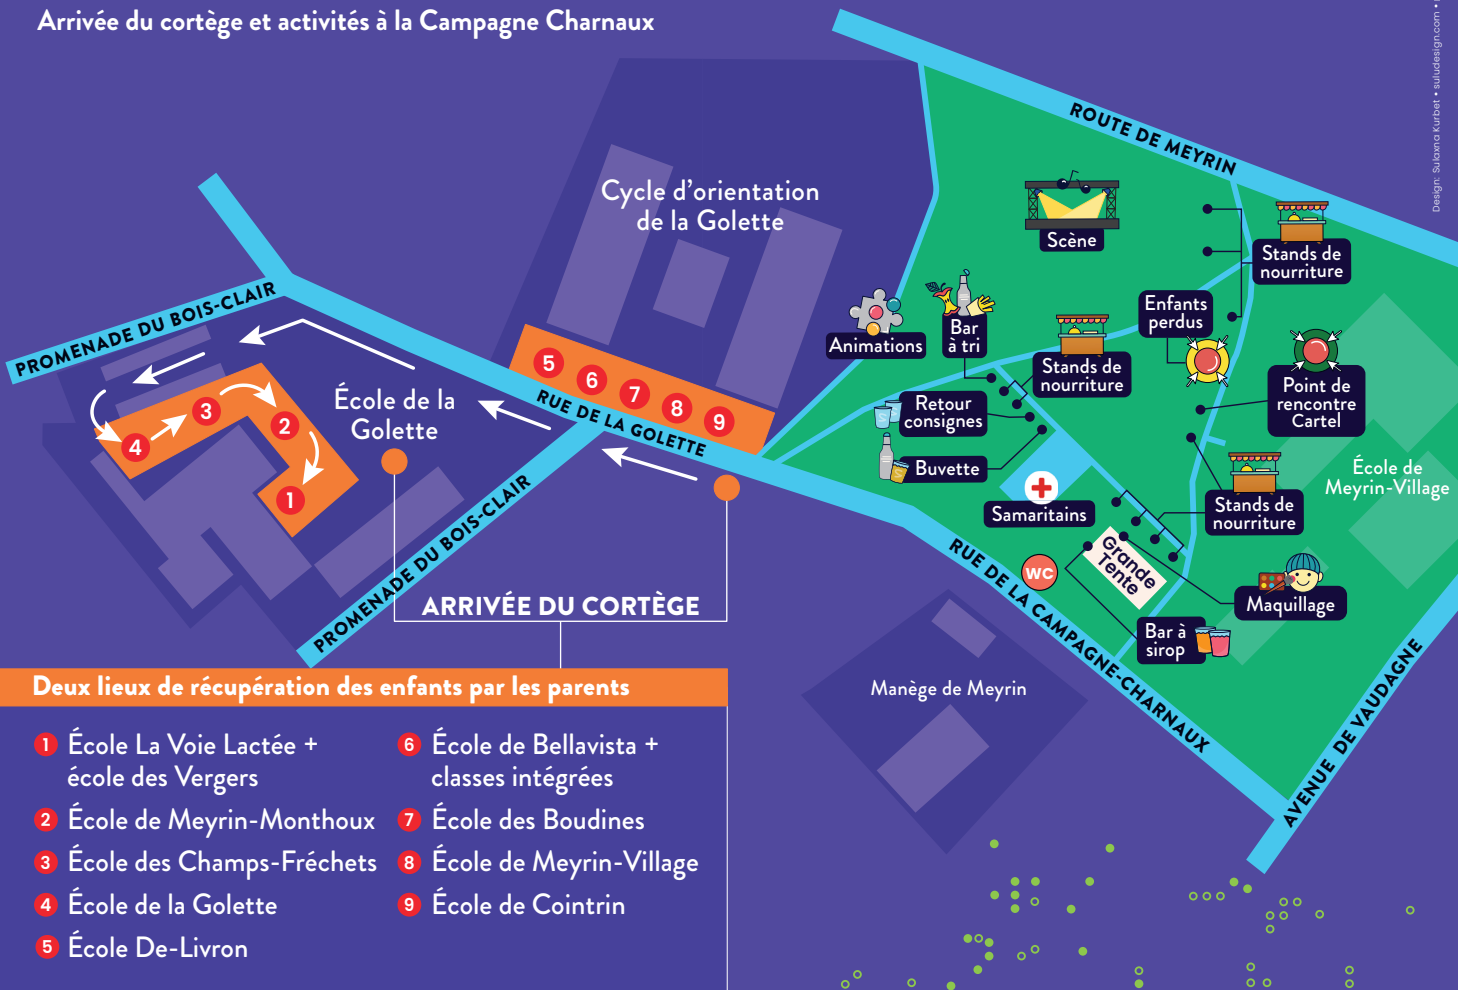 Arrivée du cortège et activités à la Campagne Charnaux
Design: Sulaxna Kurbet • suludesign.com •
ROUTE DE MEYRIN
Cycle d'orientation
de la Golette
Scène
Stands de
nourriture
Enfants
perdus
Animations
Bar
à tri
Stands de
nourriture
Point de
rencontre
Cartel
PROMENADE DU BOIS-CLAIR
5
6
7
8
9
RUE DE LA GOLETTE
École de la
Golette
4
3
2
1
Retour
consignes
Buvette
Samaritains
École de
Meyrin-Village
Stands de
nourriture
Grande
Tente
WC
Maquillage
Bar à
sirop
PROMENADE DU BOIS-CLAIR
RUE DE LA CAMPAGNE-CHARNAUX
AVENUE DE VAUDAGNE
Manège de Meyrin
ARRIVÉE DU CORTÈGE
Deux lieux de récupération des enfants par les parents
1 École La Voie Lactée +
école des Vergers
2 École de Meyrin-Monthoux
3 École des Champs-Fréchets
4 École de la Golette
5 École De-Livron
6 École de Bellavista +
classes intégrées
7 École des Boudines
8 École de Meyrin-Village
9 École de Cointrin